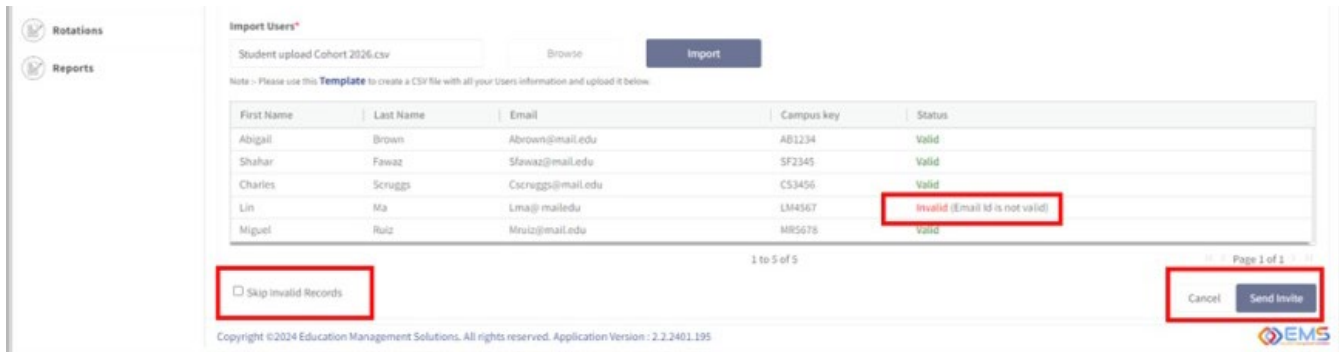 Rotations
Reports
Import Users*
Student upload Cohort 2026.csv Browse Import
Note :- Please use this Template to create a CSV file with all your Users information and upload it below.
First Name Last Name Email Campus key Status
Abigail Brown Abrown@mail.edu AB1234 Valid
Shahar Fawaz Sfawaz@mail.edu SF2345 Valid
Charles Scruggs Cscruggs@mail.edu CS3456 Valid
Lin Ma Lma@ mailedu LM4567 Invalid (Email Id is not valid)
Miguel Ruiz Mruiz@mail.edu MR5678 Valid
1 to 5 of 5 Page 1 of 1
Skip Invalid Records Cancel Send Invite
Copyright ©2024 Education Management Solutions. All rights reserved. Application Version : 2.2.2401.195
EMS